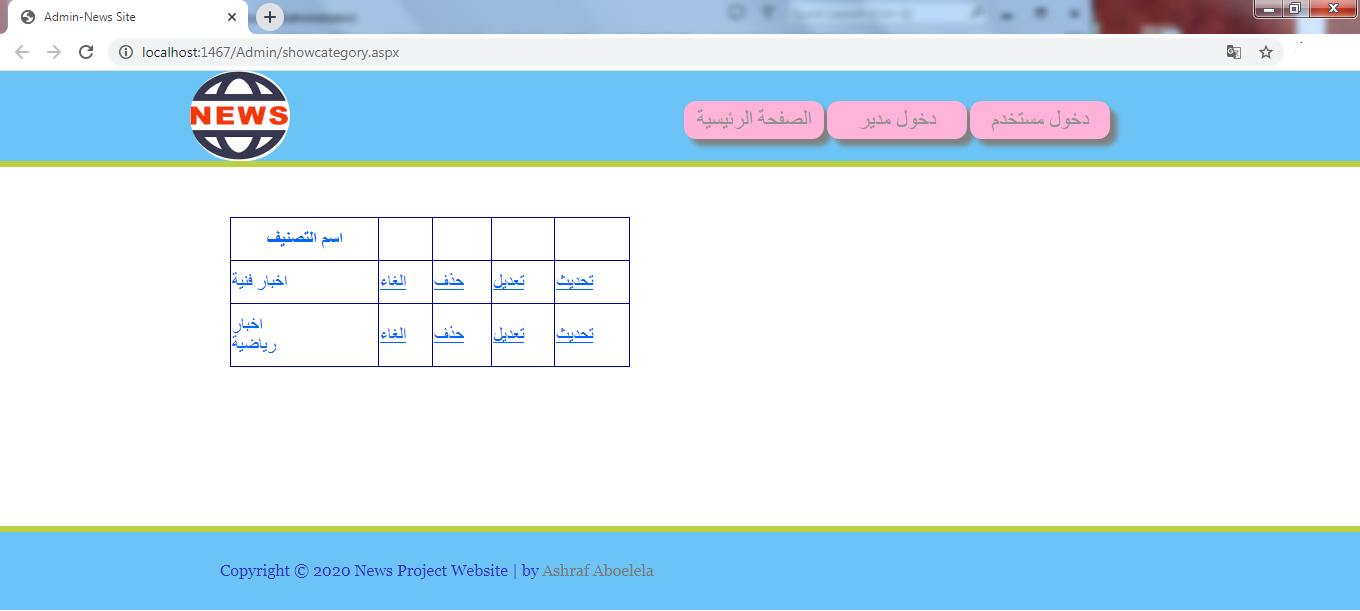 Admin-News Site
localhost:1467/Admin/showcategory.aspx
NEWS
دخول مستخدم
دخول مدير
الصفحة الرئيسية
اسم التصنيف
اخبار فنية الغاء حذف تعديل تحديث
اخبار
رياضية
الغاء حذف تعديل تحديث
Copyright © 2020 News Project Website | by Ashraf Aboelela